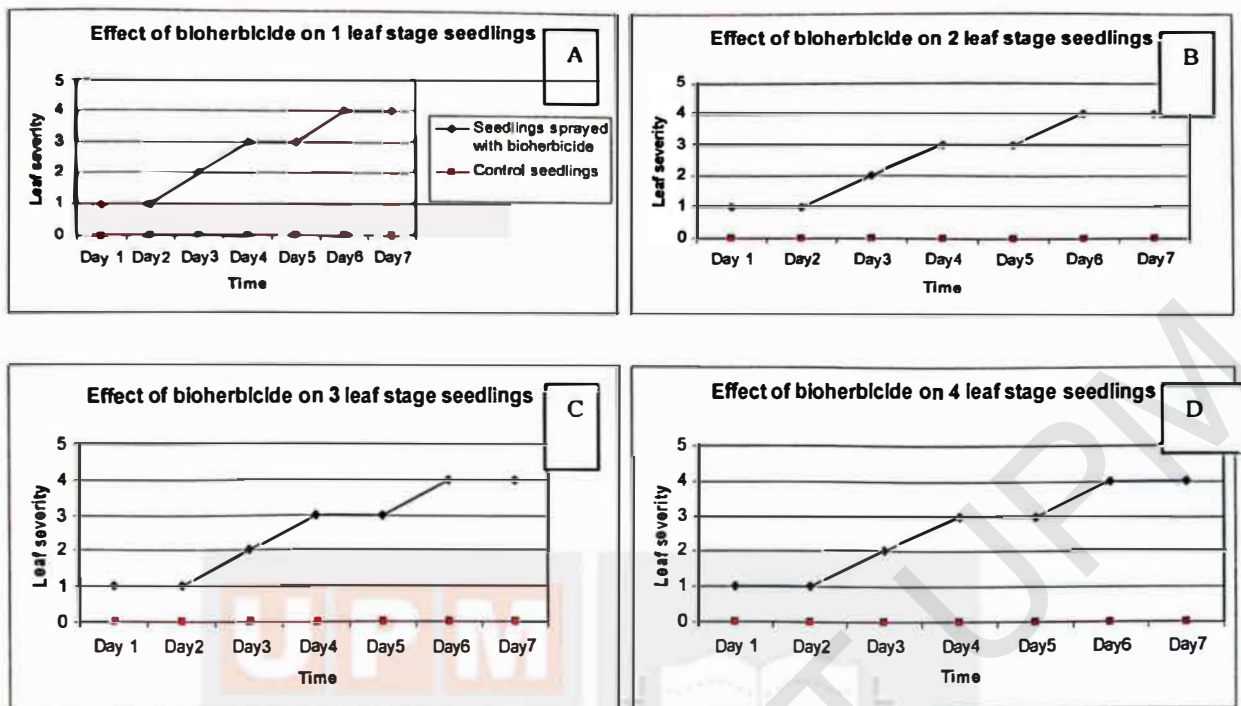 Effect of bioherbicide on 1 leaf stage seedlings
A
Leaf severity
5
4
3
2
1
0
Day 1 Day2 Day3 Day4 Day5 Day6 Day7
Time
Seedlings sprayed
with bioherbicide
Control seedlings
Effect of bioherbicide on 2 leaf stage seedlings
B
Leaf severity
5
4
3
2
1
0
Day 1 Day2 Day3 Day4 Day5 Day6 Day7
Time
Effect of bioherbicide on 3 leaf stage seedlings
C
Leaf severity
5
4
3
2
1
0
Day 1 Day2 Day3 Day4 Day5 Day6 Day7
Time
Effect of bioherbicide on 4 leaf stage seedlings
D
Leaf severity
5
4
3
2
1
0
Day 1 Day2 Day3 Day4 Day5 Day6 Day7
Time
UPM
T UPM